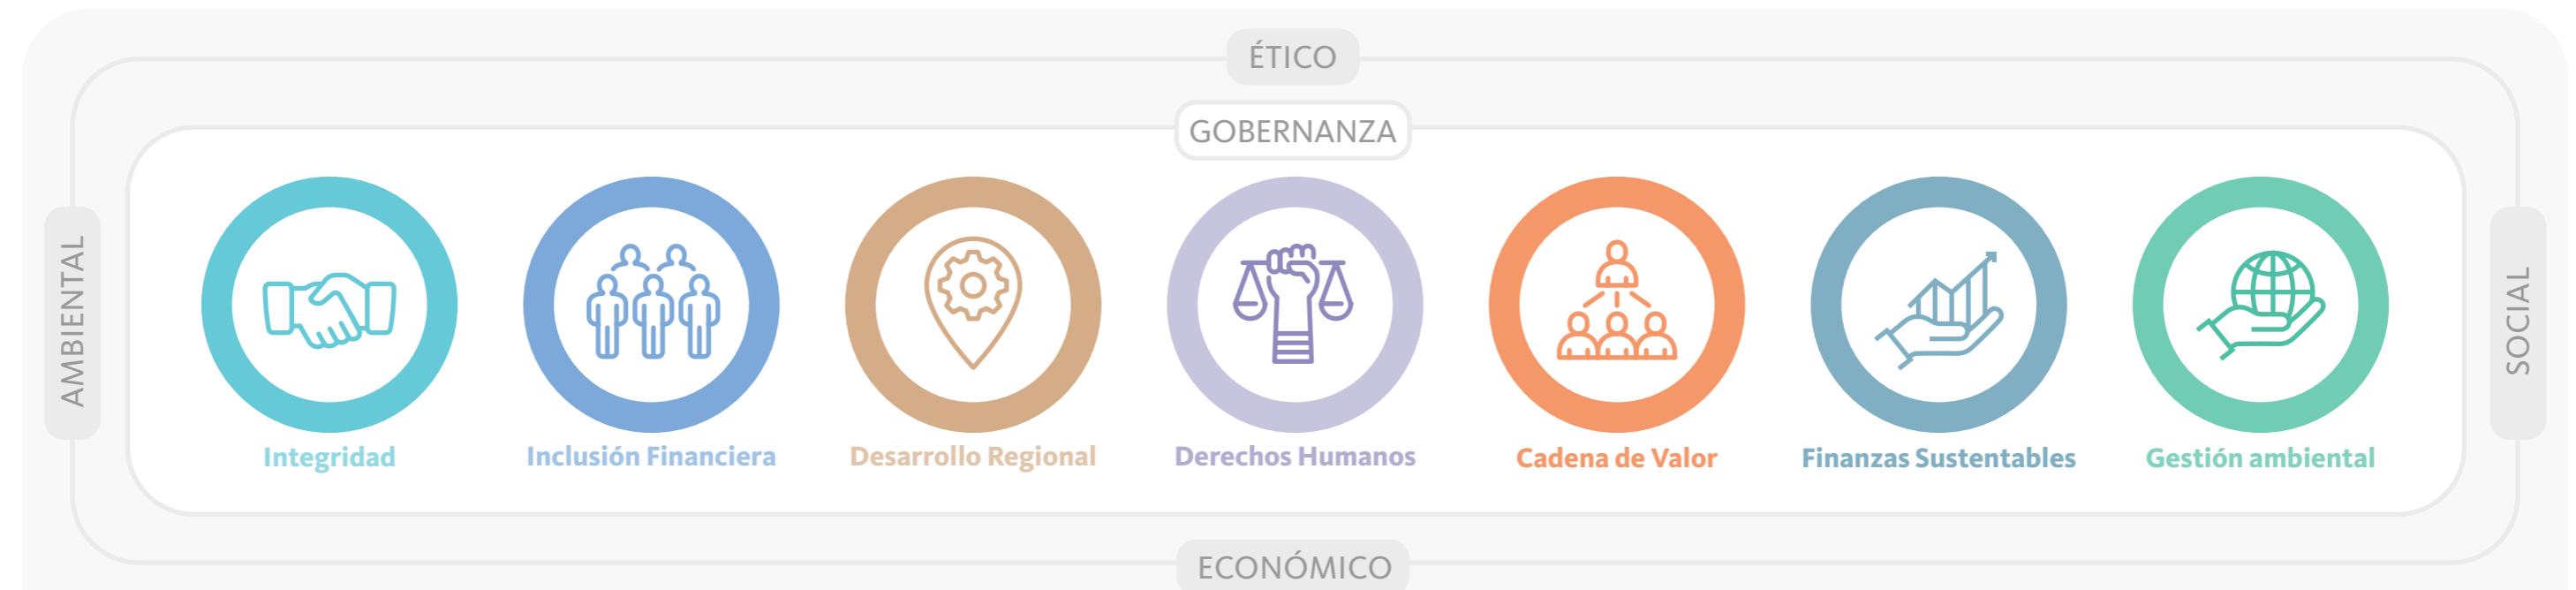 ÉTICO
GOBERNANZA
AMBIENTAL
SOCIAL
Integridad
Inclusión Financiera
Desarrollo Regional
Derechos Humanos
Cadena de Valor
Finanzas Sustentables
Gestión ambiental
ECONÓMICO